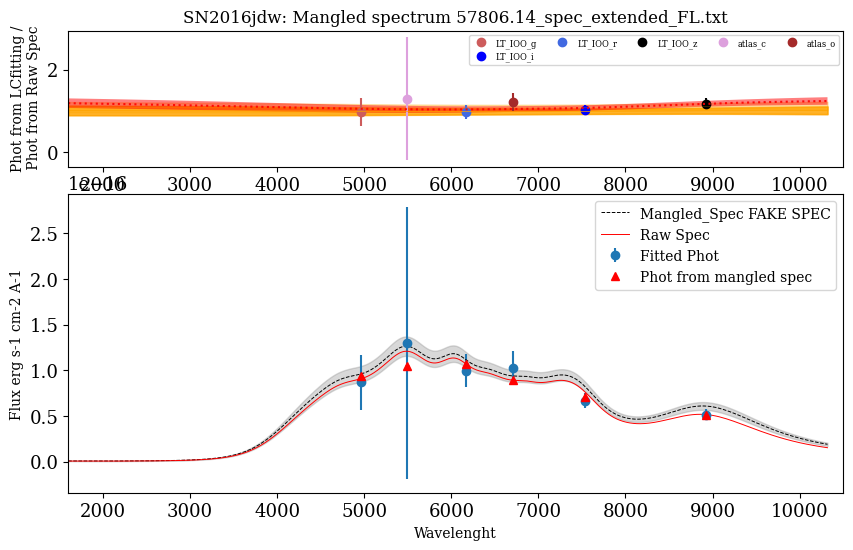 SN2016jdw: Mangled spectrum 57806.14_spec_extended_FL.txt
Phot from LCfitting /
Phot from Raw Spec
2
0
LT_IOO_g LT_IOO_r LT_IOO_z atlas_c atlas_o
LT_IOO_i
2000 3000 4000 5000 6000 7000 8000 9000 10000
1e−16
Flux erg s-1 cm-2 A-1
2.5
2.0
1.5
1.0
0.5
0.0
Mangled_Spec FAKE SPEC
Raw Spec
Fitted Phot
Phot from mangled spec
2000 3000 4000 5000 6000 7000 8000 9000 10000
Wavelenght